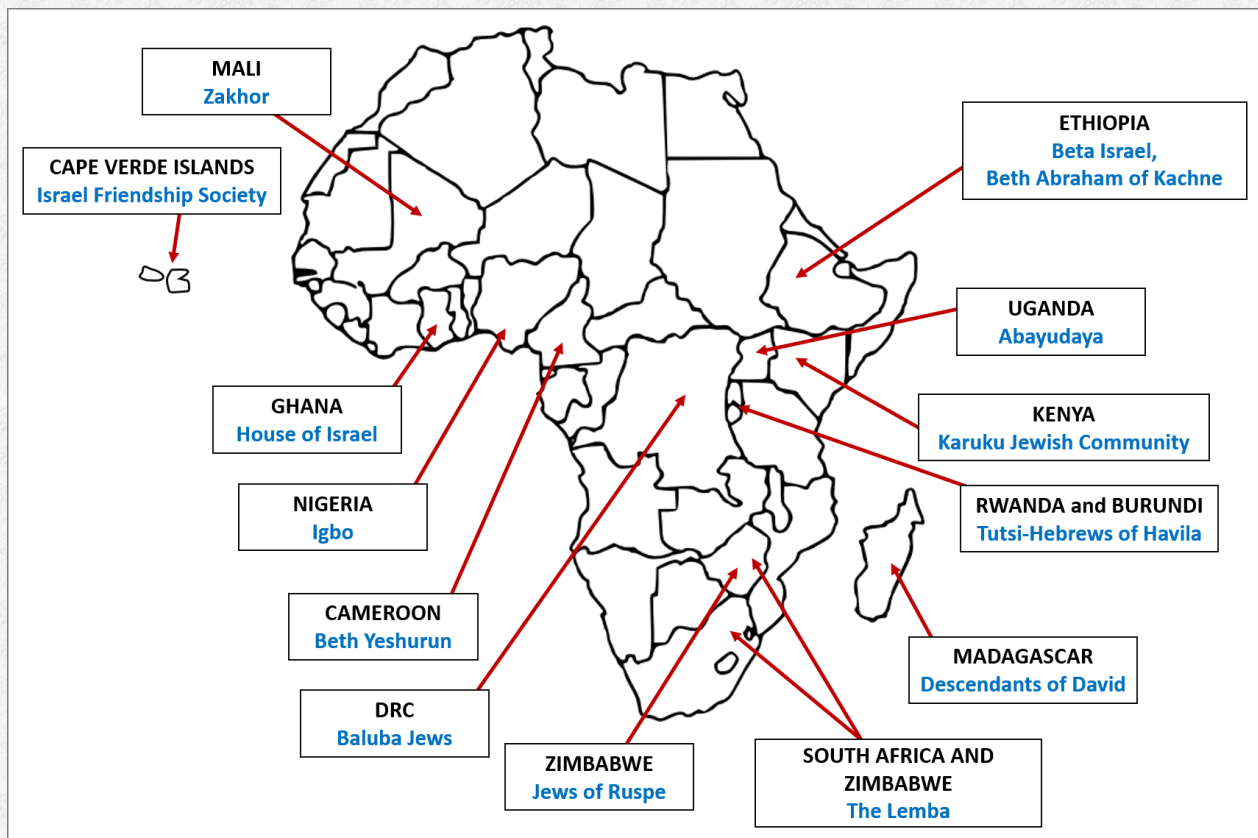 MALI
Zakhor
CAPE VERDE ISLANDS
Israel Friendship Society
ETHIOPIA
Beta Israel,
Beth Abraham of Kachne
UGANDA
Abayudaya
GHANA
House of Israel
KENYA
Karuku Jewish Community
NIGERIA
Igbo
RWANDA and BURUNDI
Tutsi-Hebrews of Havila
CAMEROON
Beth Yeshurun
MADAGASCAR
Descendants of David
DRC
Baluba Jews
ZIMBABWE
Jews of Ruspe
SOUTH AFRICA AND
ZIMBABWE
The Lemba